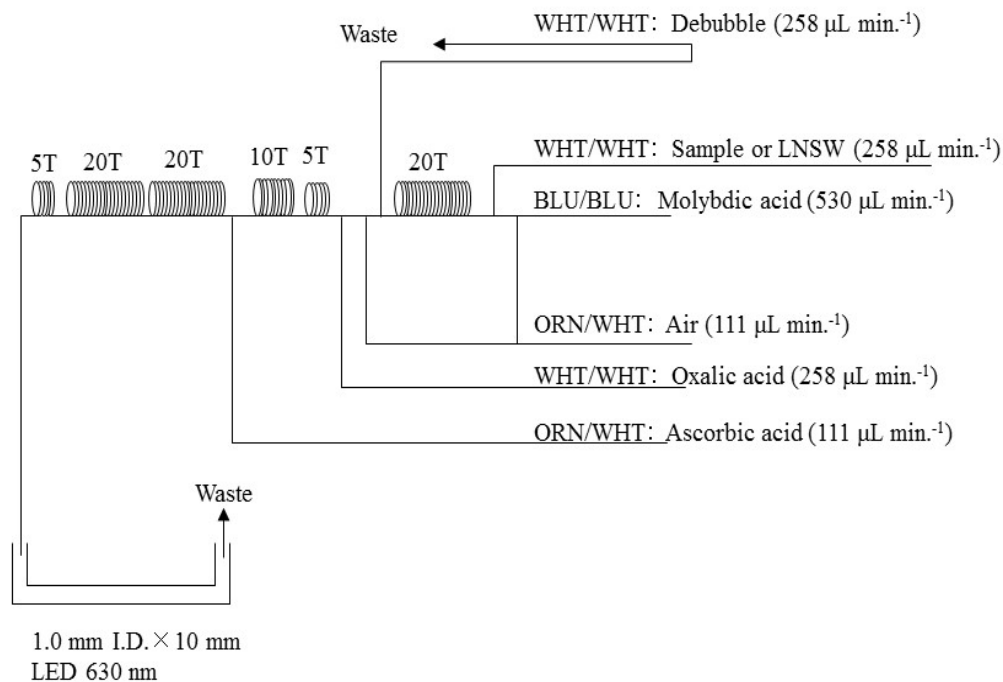 WHT/WHT: Debubble (258 μL min.-1)
Waste
5T 20T 20T 10T 5T 20T
WHT/WHT: Sample or LNSW (258 μL min.-1)
BLU/BLU: Molybdic acid (530 μL min.-1)
ORN/WHT: Air (111 μL min.-1)
WHT/WHT: Oxalic acid (258 μL min.-1)
ORN/WHT: Ascorbic acid (111 μL min.-1)
Waste
1.0 mm I.D.×10 mm
LED 630 nm